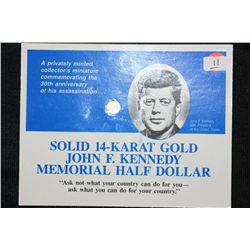 A privately minted
collector's miniature
commemorating the
30th anniversary
of his assassination...
11
John F. Kennedy
35th President
of the United States
SOLID 14-KARAT GOLD
JOHN F. KENNEDY
MEMORIAL HALF DOLLAR
"Ask not what your country can do for you—
ask what you can do for your country."